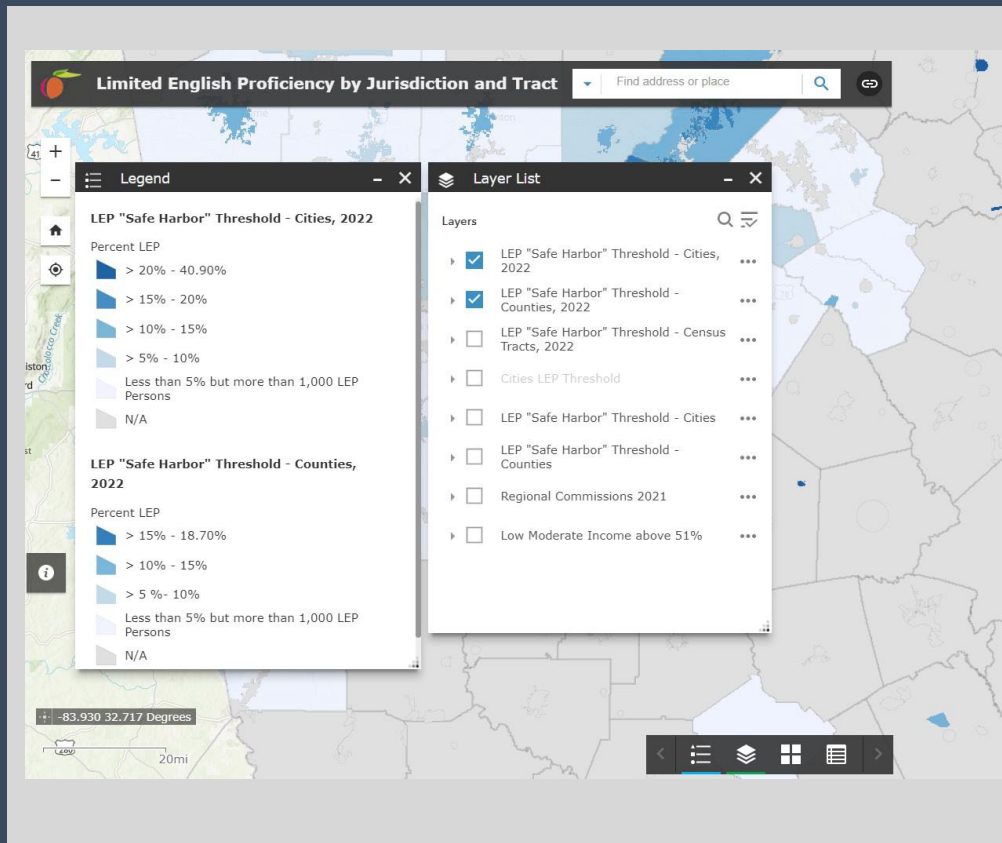 Limited English Proficiency by Jurisdiction and Tract
Find address or place
41
+
−
Legend
LEP "Safe Harbor" Threshold - Cities, 2022
Percent LEP
> 20% - 40.90%
> 15% - 20%
> 10% - 15%
> 5% - 10%
Less than 5% but more than 1,000 LEP
Persons
N/A
LEP "Safe Harbor" Threshold - Counties,
2022
Percent LEP
> 15% - 18.70%
> 10% - 15%
> 5 %- 10%
Less than 5% but more than 1,000 LEP
Persons
N/A
Layer List
Layers
LEP "Safe Harbor" Threshold - Cities,
2022
LEP "Safe Harbor" Threshold -
Counties, 2022
LEP "Safe Harbor" Threshold - Census
Tracts, 2022
Cities LEP Threshold
LEP "Safe Harbor" Threshold - Cities
LEP "Safe Harbor" Threshold -
Counties
Regional Commissions 2021
Low Moderate Income above 51%
-83.930 32.717 Degrees
280
20mi